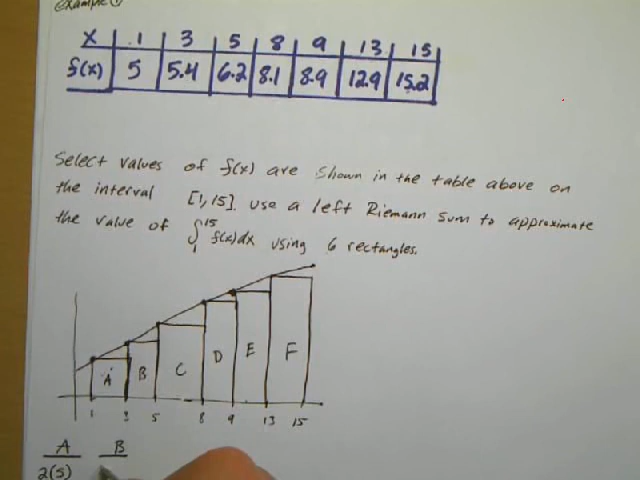 example ①
x 1 3 5 8 9 13 15
f(x) 5 5.4 6.2 8.1 8.9 12.9 15.2
Select values of f(x) are shown in the table above on
the interval [1,15]. Use a left Riemann sum to approximate
the value of ∫₁¹⁵ f(x)dx using 6 rectangles.
A B C D E F
1 3 5 8 9 13 15
A B
2(5)